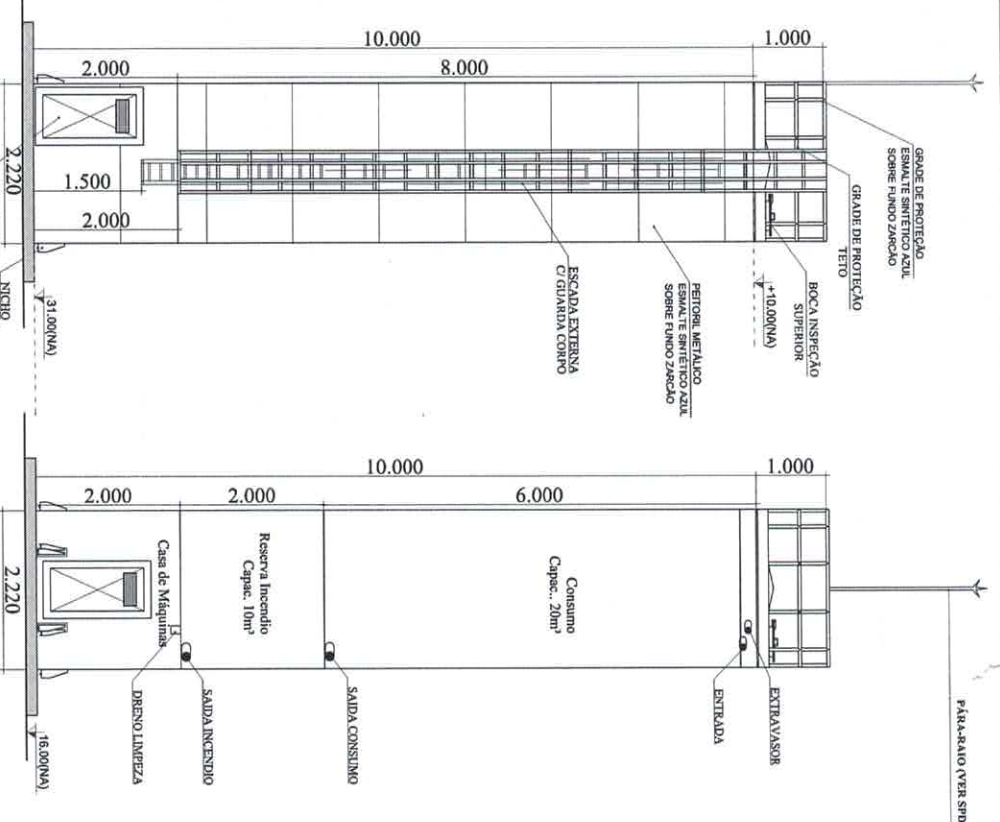 10.000
1.000
2.000
8.000
2.220
1.500
2.000
GRADE DE PROTEÇÃO
ESMALTE SINTÉTICO AZUL
SOBRE FUNDO ZARCÃO
GRADE DE PROTEÇÃO
TETO
BOCA INSPEÇÃO
SUPERIOR
+10.00(NA)
PEITORIL METÁLICO
ESMALTE SINTÉTICO AZUL
SOBRE FUNDO ZARCÃO
ESCADA EXTERNA
C/ GUARDA CORPO
31.00(NA)
NICHO
10.000
1.000
2.000
2.000
6.000
2.220
Casa de Máquinas
Reserva Incendio
Capac. 10m³
Consumo
Capac.. 20m³
EXTRAVASOR
ENTRADA
SAIDA CONSUMO
SAIDA INCENDIO
DRENO LIMPEZA
16.00(NA)
PÁRA-RAIO (VER SPD